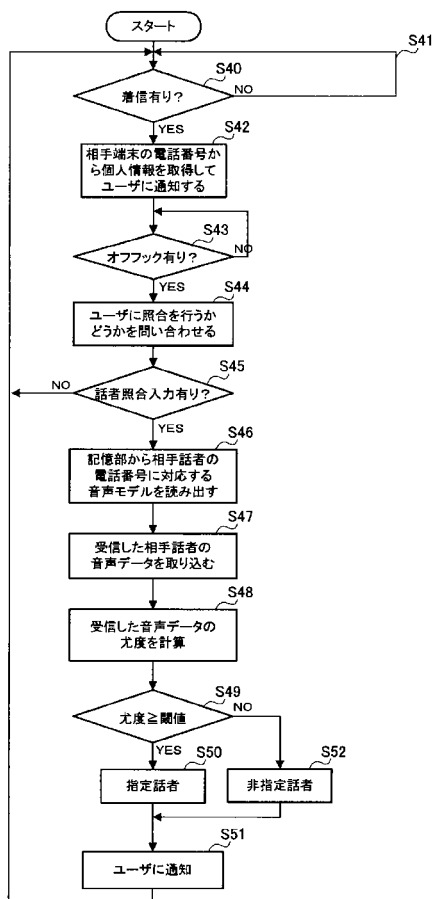 スタート
S41
S40
着信有り?
NO
YES
S42
相手端末の電話番号か
ら個人情報を取得して
ユーザに通知する
S43
オフフック有り?
NO
YES
S44
ユーザに照合を行うか
どうかを問い合わせる
S45
NO
話者照合入力有り?
YES
S46
記憶部から相手話者の
電話番号に対応する
音声モデルを読み出す
S47
受信した相手話者の
音声データを取り込む
S48
受信した音声データの
尤度を計算
S49
尤度≧閾値
NO
YES
S50
S52
指定話者
非指定話者
S51
ユーザに通知